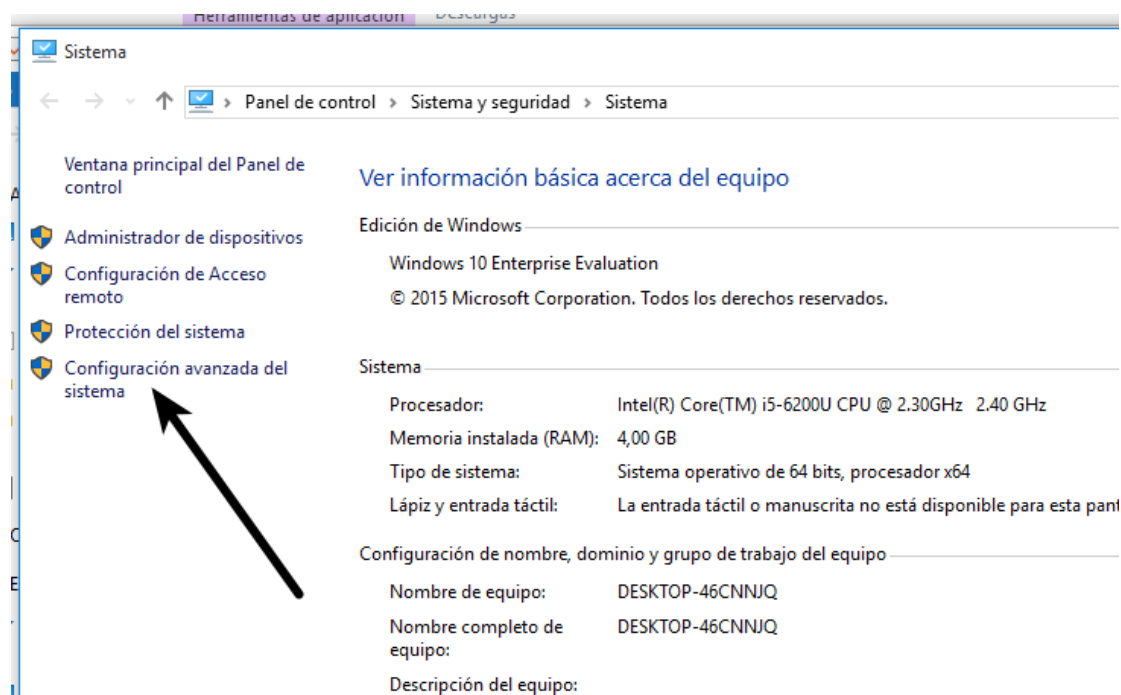 Herramientas de aplicación Descargas
Sistema
Panel de control > Sistema y seguridad > Sistema
Ventana principal del Panel de
control
Administrador de dispositivos
Configuración de Acceso
remoto
Protección del sistema
Configuración avanzada del
sistema
Ver información básica acerca del equipo
Edición de Windows
Windows 10 Enterprise Evaluation
© 2015 Microsoft Corporation. Todos los derechos reservados.
Sistema
Procesador: Intel(R) Core(TM) i5-6200U CPU @ 2.30GHz 2.40 GHz
Memoria instalada (RAM): 4,00 GB
Tipo de sistema: Sistema operativo de 64 bits, procesador x64
Lápiz y entrada táctil: La entrada táctil o manuscrita no está disponible para esta pant
Configuración de nombre, dominio y grupo de trabajo del equipo
Nombre de equipo: DESKTOP-46CNNJQ
Nombre completo de DESKTOP-46CNNJQ
equipo:
Descripción del equipo: